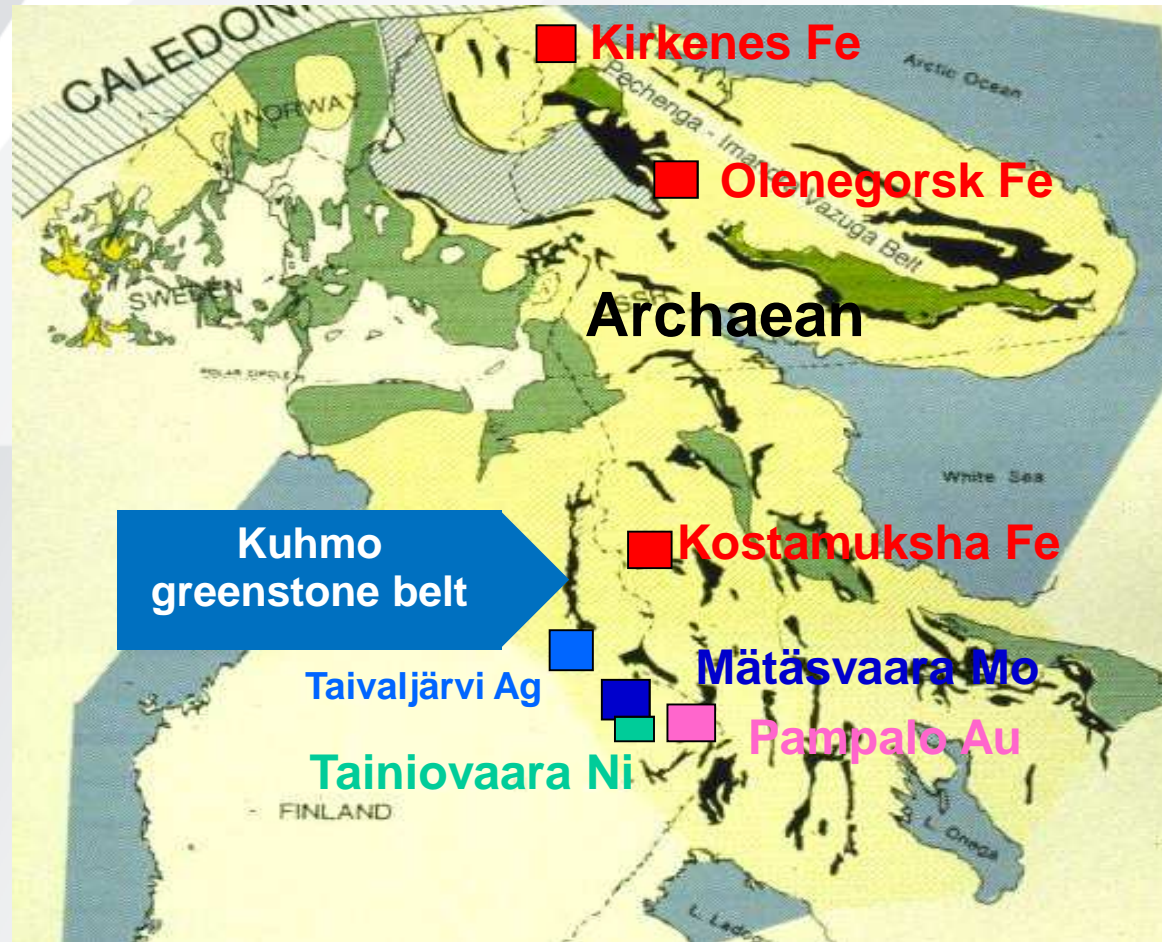 CALEDON
Kirkenes Fe
Arctic Ocean
NORWAY
Pechenga - Imandra-Vazuga Belt
Olenegorsk Fe
SWEDEN
Archaean
POLAR CIRCLE
White Sea
Kuhmo
greenstone belt
Kostamuksha Fe
Taivaljärvi Ag
Mätäsvaara Mo
Pampalo Au
Tainiovaara Ni
FINLAND
L. Onega
L. Ladoga